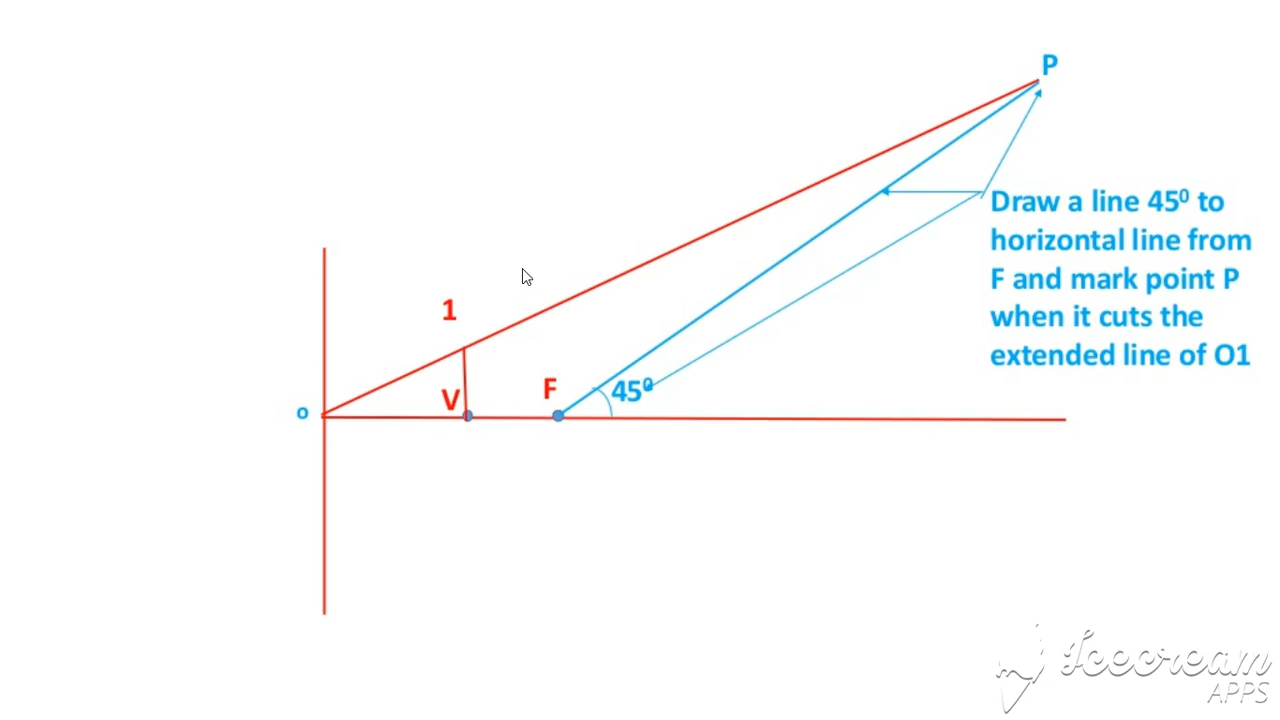 P
Draw a line 45⁰ to
horizontal line from
F and mark point P
when it cuts the
extended line of O1
1
V
F
45⁰
o
Icecream
APPS